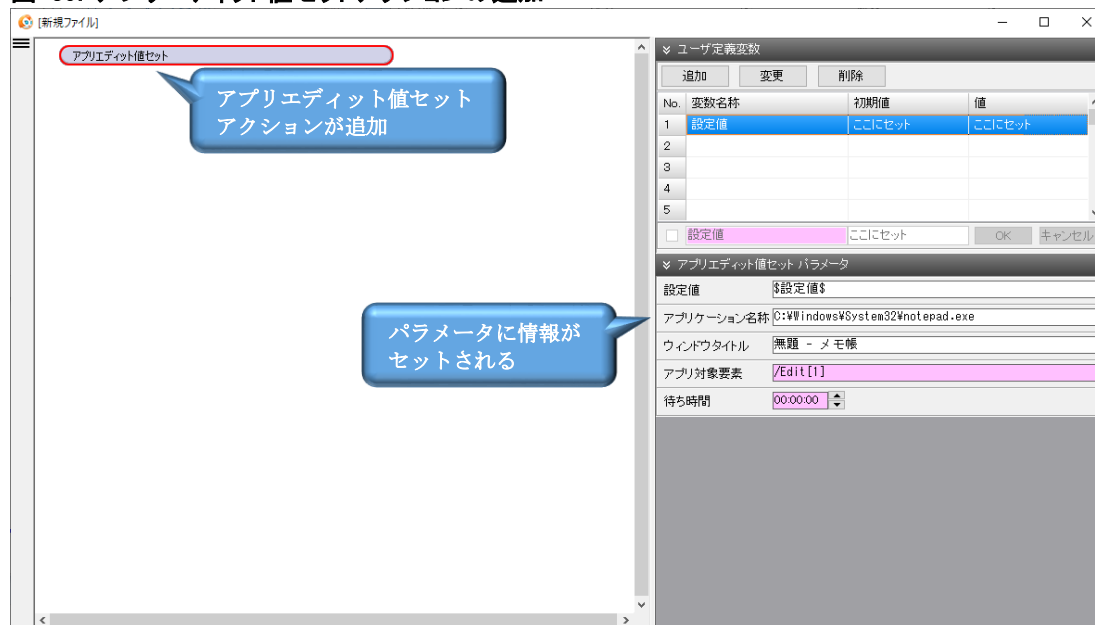 [新規ファイル]
アプリエディット値セット
アプリエディット値セット
アクションが追加
パラメータに情報が
セットされる
ユーザ定義変数
追加 変更 削除
No. 変数名称 初期値 値
1 設定値 ここにセット ここにセット
2
3
4
5
設定値 ここにセット OK キャンセル
アプリエディット値セット パラメータ
設定値 $設定値$
アプリケーション名称 C:¥Windows¥System32¥notepad.exe
ウィンドウタイトル 無題 - メモ帳
アプリ対象要素 /Edit[1]
待ち時間 00:00:00